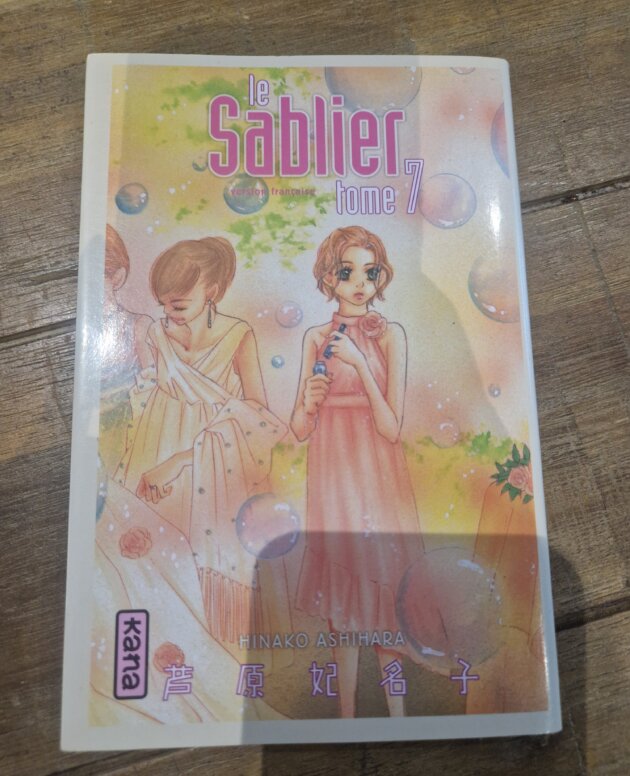 le
Sablier
version française
tome 7
HINAKO ASHIHARA
芦原妃名子
kana